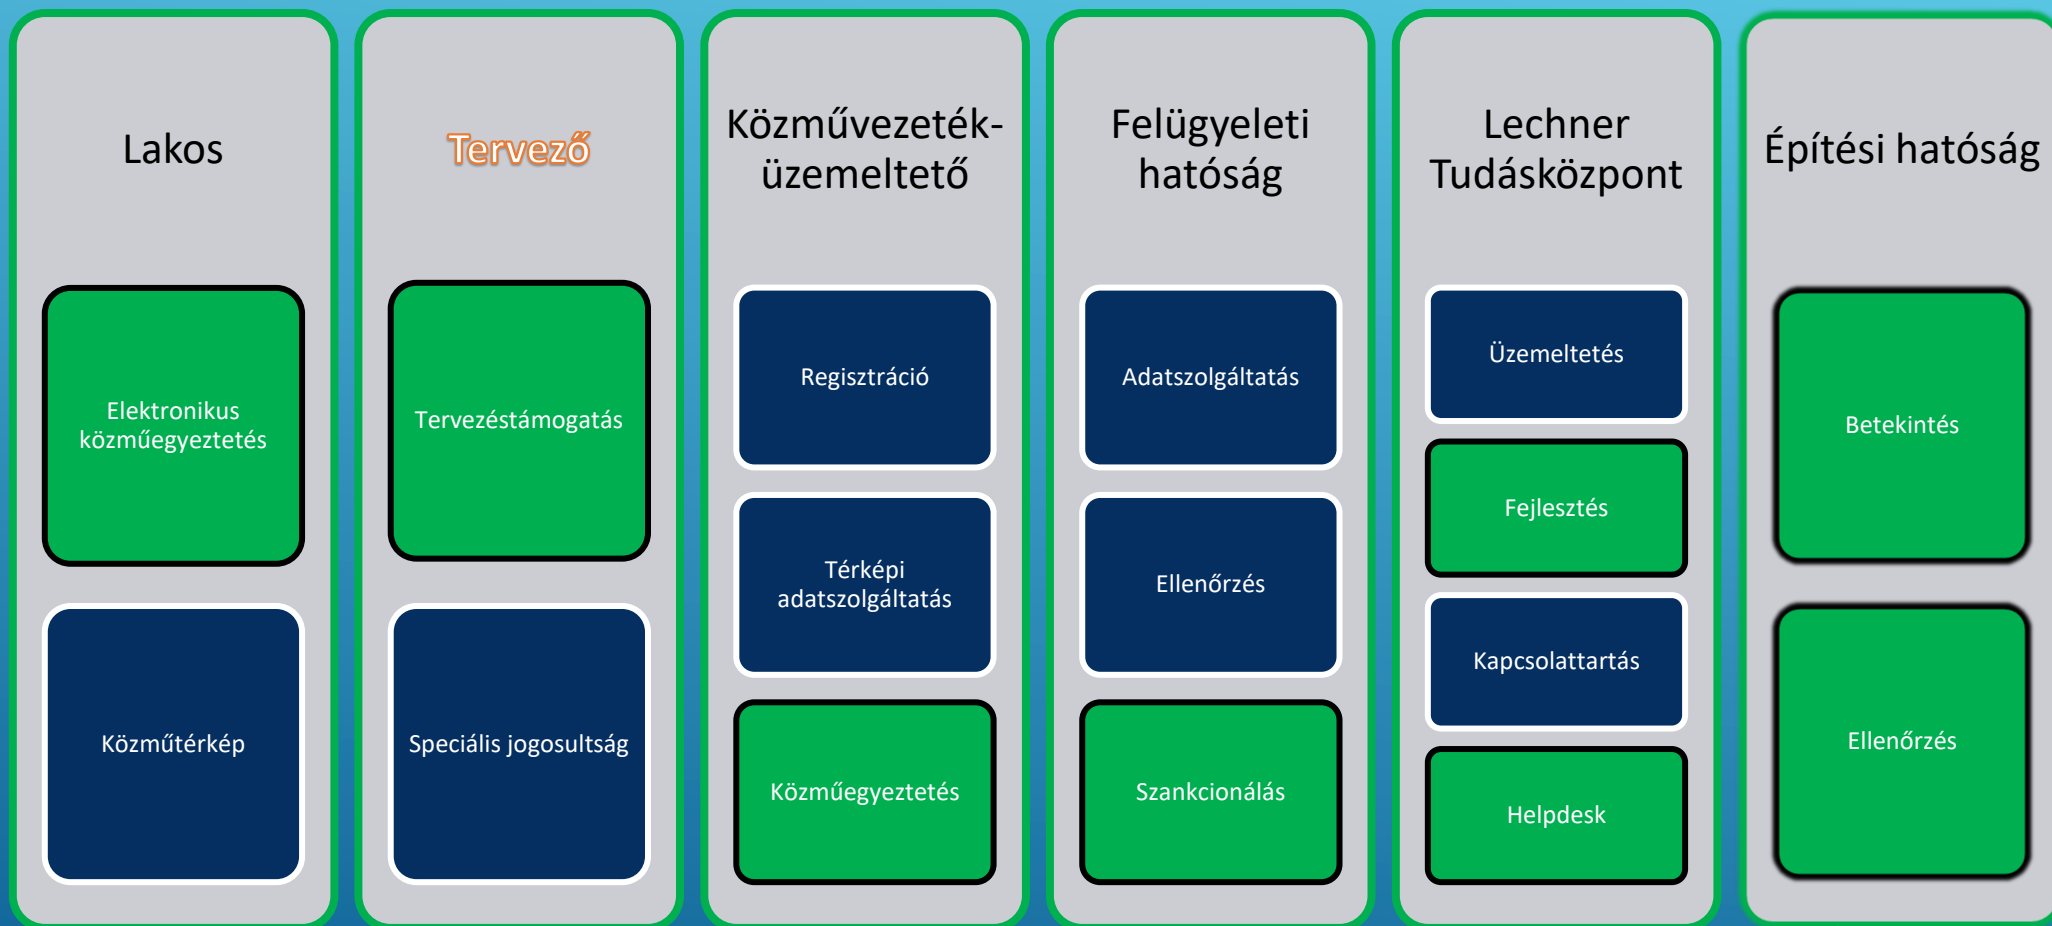 Lakos
Elektronikus
közműegyeztetés
Közműtérkép
Tervező
Tervezéstámogatás
Speciális jogosultság
Közművezeték-
üzemeltető
Regisztráció
Térképi
adatszolgáltatás
Közműegyeztetés
Felügyeleti
hatóság
Adatszolgáltatás
Ellenőrzés
Szankcionálás
Lechner
Tudásközpont
Üzemeltetés
Fejlesztés
Kapcsolattartás
Helpdesk
Építési hatóság
Betekintés
Ellenőrzés